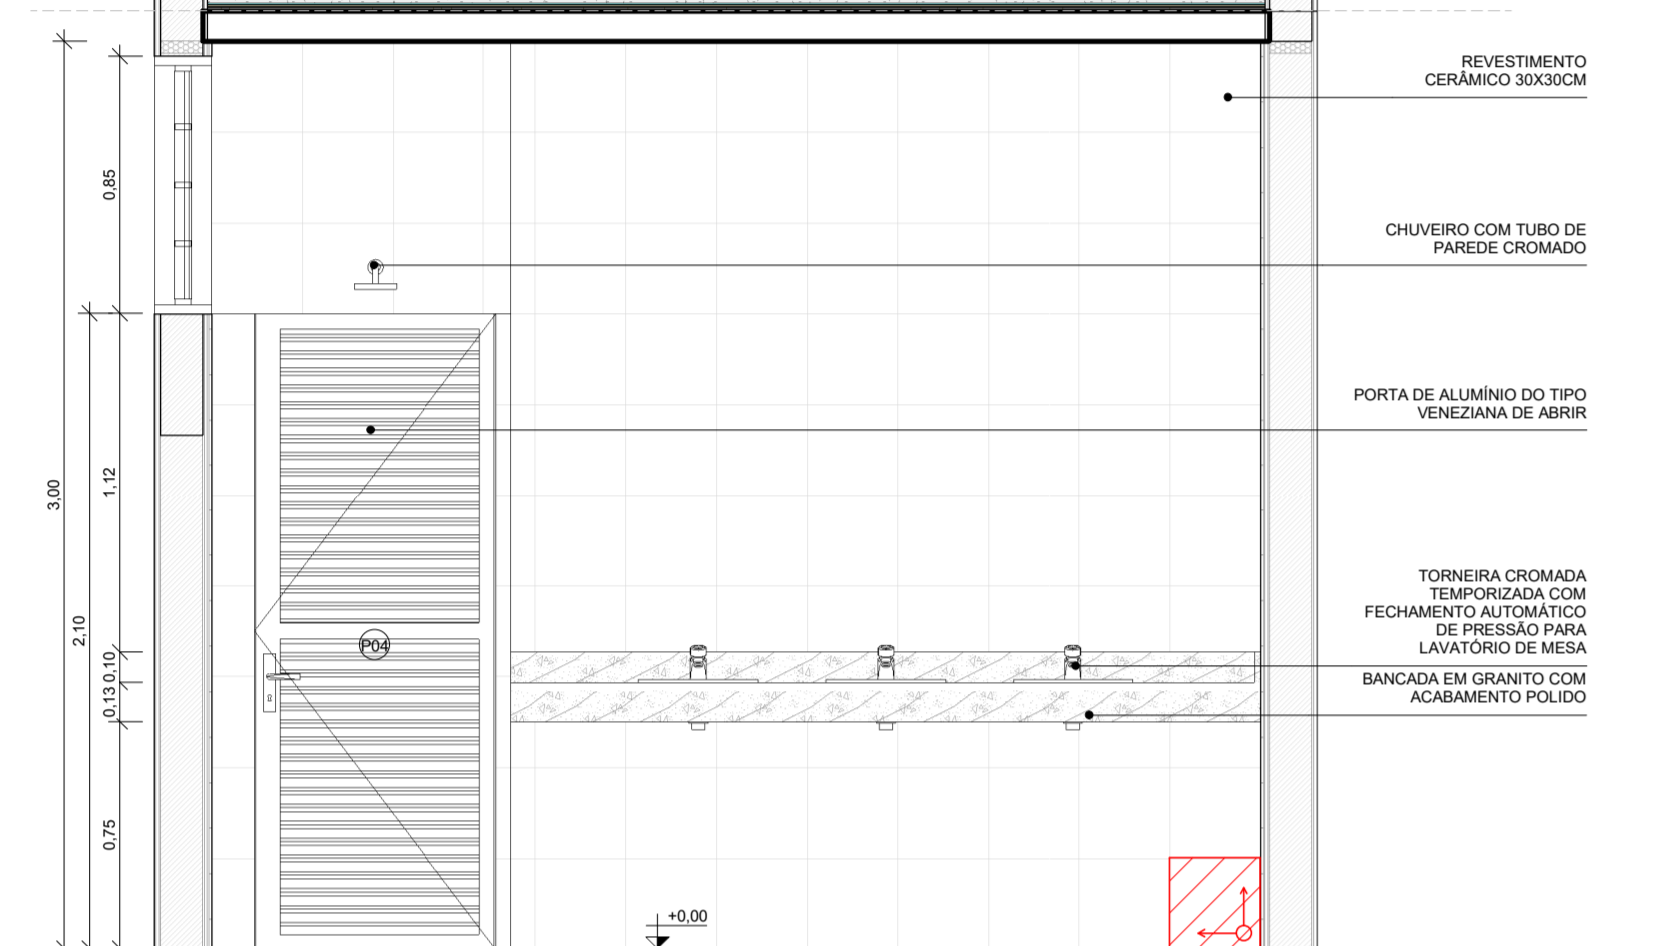 REVESTIMENTO
CERÂMICO 30X30CM
0,85
CHUVEIRO COM TUBO DE
PAREDE CROMADO
PORTA DE ALUMÍNIO DO TIPO
VENEZIANA DE ABRIR
3,00
1,12
2,10
TORNEIRA CROMADA
TEMPORIZADA COM
FECHAMENTO AUTOMÁTICO
DE PRESSÃO PARA
LAVATÓRIO DE MESA
P04
0,10
0,13
BANCADA EM GRANITO COM
ACABAMENTO POLIDO
0,75
+0,00